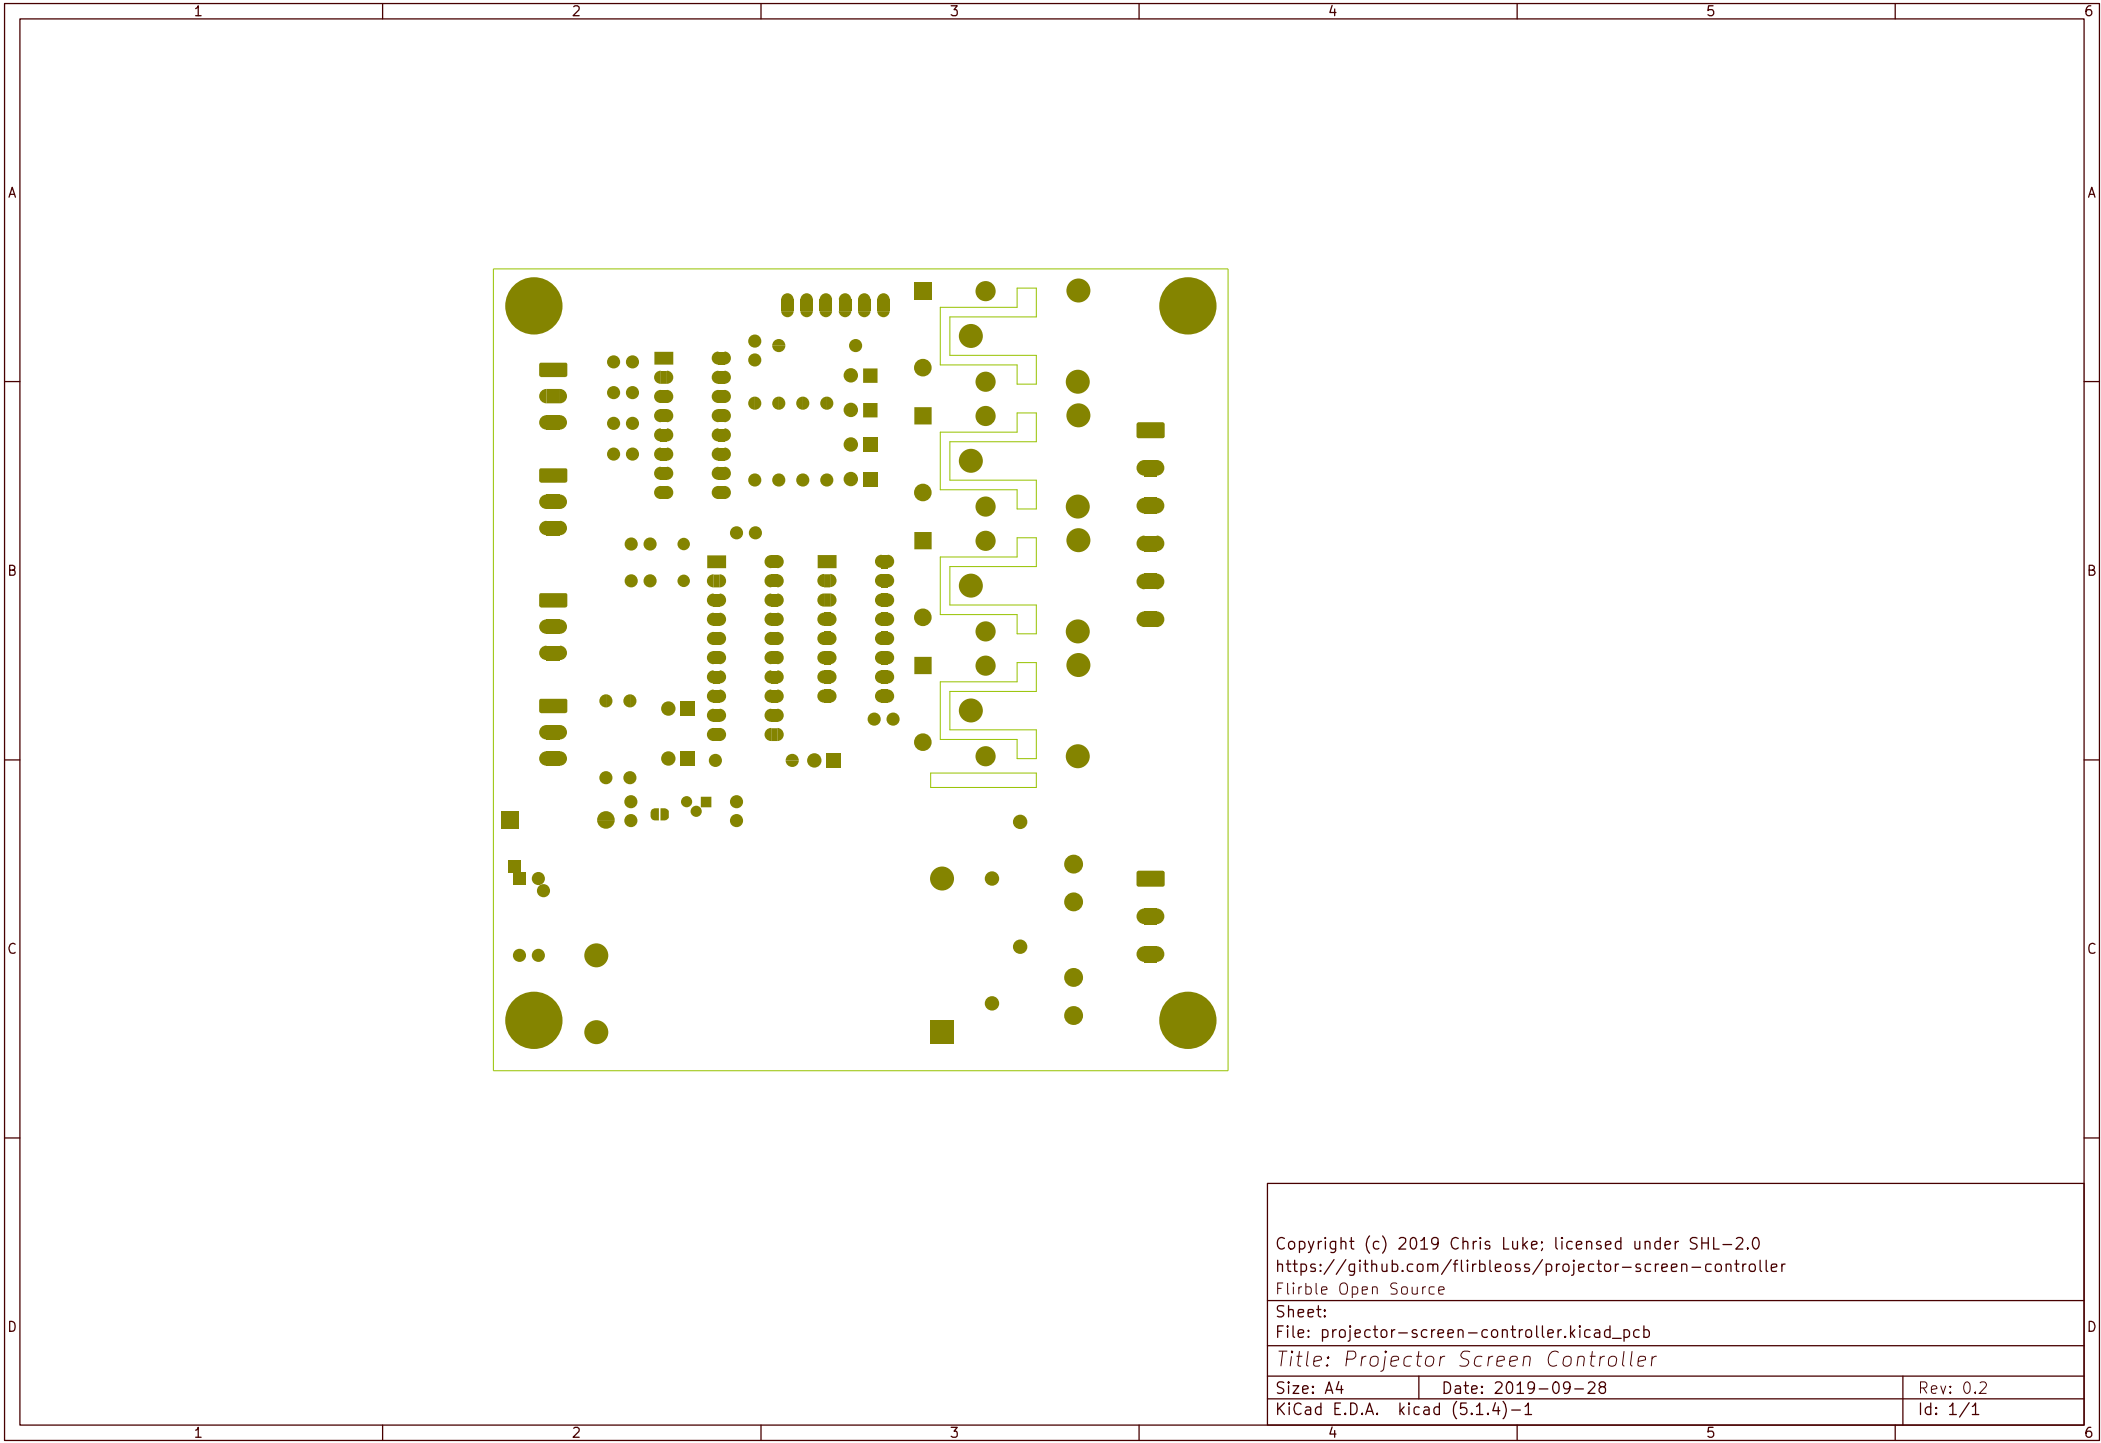 1 2 3 4 5 6
A A
B B
C C
D D
Copyright (c) 2019 Chris Luke; licensed under SHL-2.0
https://github.com/flirbleoss/projector-screen-controller
Flirble Open Source
Sheet:
File: projector-screen-controller.kicad_pcb
Title: Projector Screen Controller
Size: A4 Date: 2019-09-28 Rev: 0.2
KiCad E.D.A. kicad (5.1.4)-1 Id: 1/1
1 2 3 4 5 6